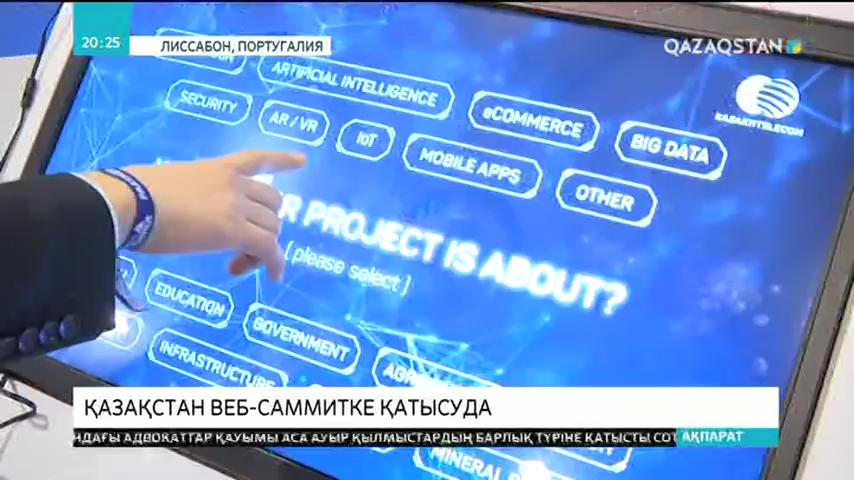 20:25
ЛИССАБОН, ПОРТУГАЛИЯ
QAZAQSTAN
ARTIFICIAL INTELLIGENCE
eCOMMERCE
BIG DATA
KAZAKHTELECOM
SECURITY
AR / VR
IoT
MOBILE APPS
OTHER
PROJECT IS ABOUT?
[ please select ]
EDUCATION
GOVERNMENT
INFRASTRUCTURE
ҚАЗАҚСТАН ВЕБ-САММИТКЕ ҚАТЫСУДА
АДВОКАТТАР ҚАУЫМЫ АСА АУЫР ҚЫЛМЫСТАРДЫҢ БАРЛЫҚ ТҮРІНЕ ҚАТЫСТЫ СОТ
АҚПАРАТ
MINERAL